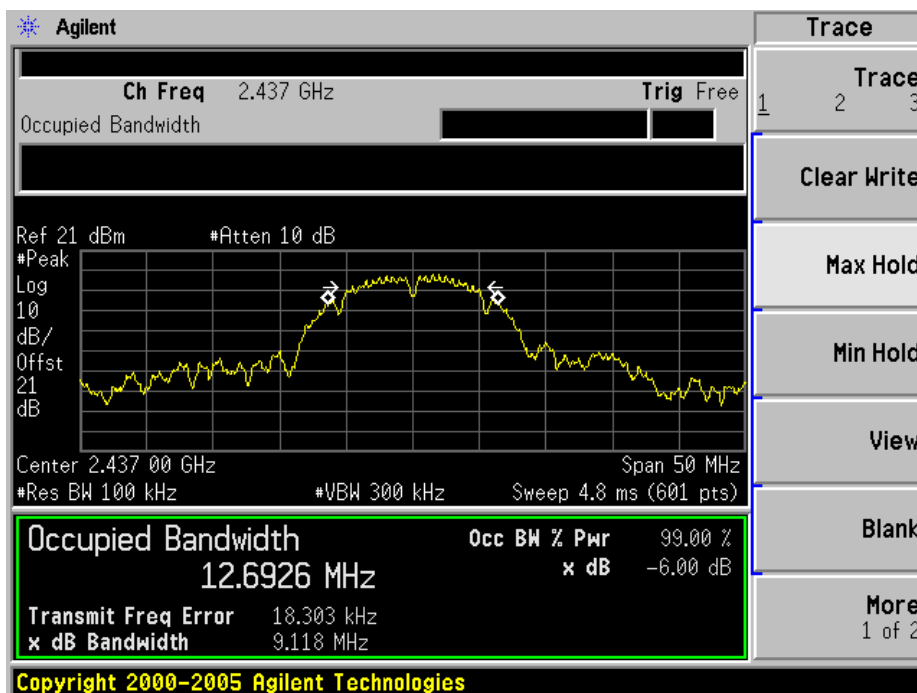 Agilent
Trace
Ch Freq 2.437 GHz Trig Free
Occupied Bandwidth
Trace
1 2 3
Clear Write
Max Hold
Min Hold
View
Blank
More
1 of 2
Ref 21 dBm #Atten 10 dB
#Peak
Log
10
dB/
Offst
21
dB
Center 2.437 00 GHz Span 50 MHz
#Res BW 100 kHz #VBW 300 kHz Sweep 4.8 ms (601 pts)
Occupied Bandwidth Occ BW % Pwr 99.00 %
12.6926 MHz x dB -6.00 dB
Transmit Freq Error 18.303 kHz
x dB Bandwidth 9.118 MHz
Copyright 2000-2005 Agilent Technologies